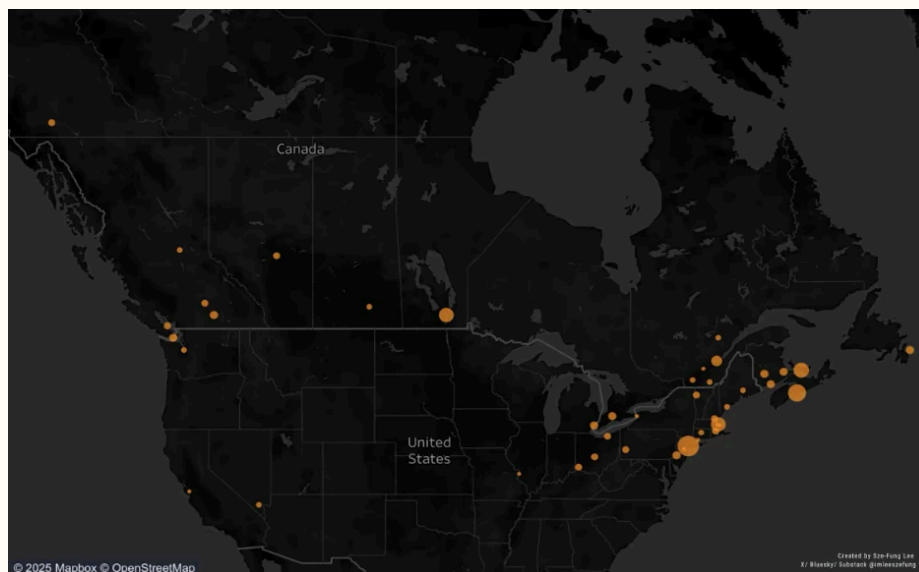 Canada
United
States
Created by Sze-Fung Lee
X/ Bluesky/ Substack @imleeszefung
© 2025 Mapbox © OpenStreetMap